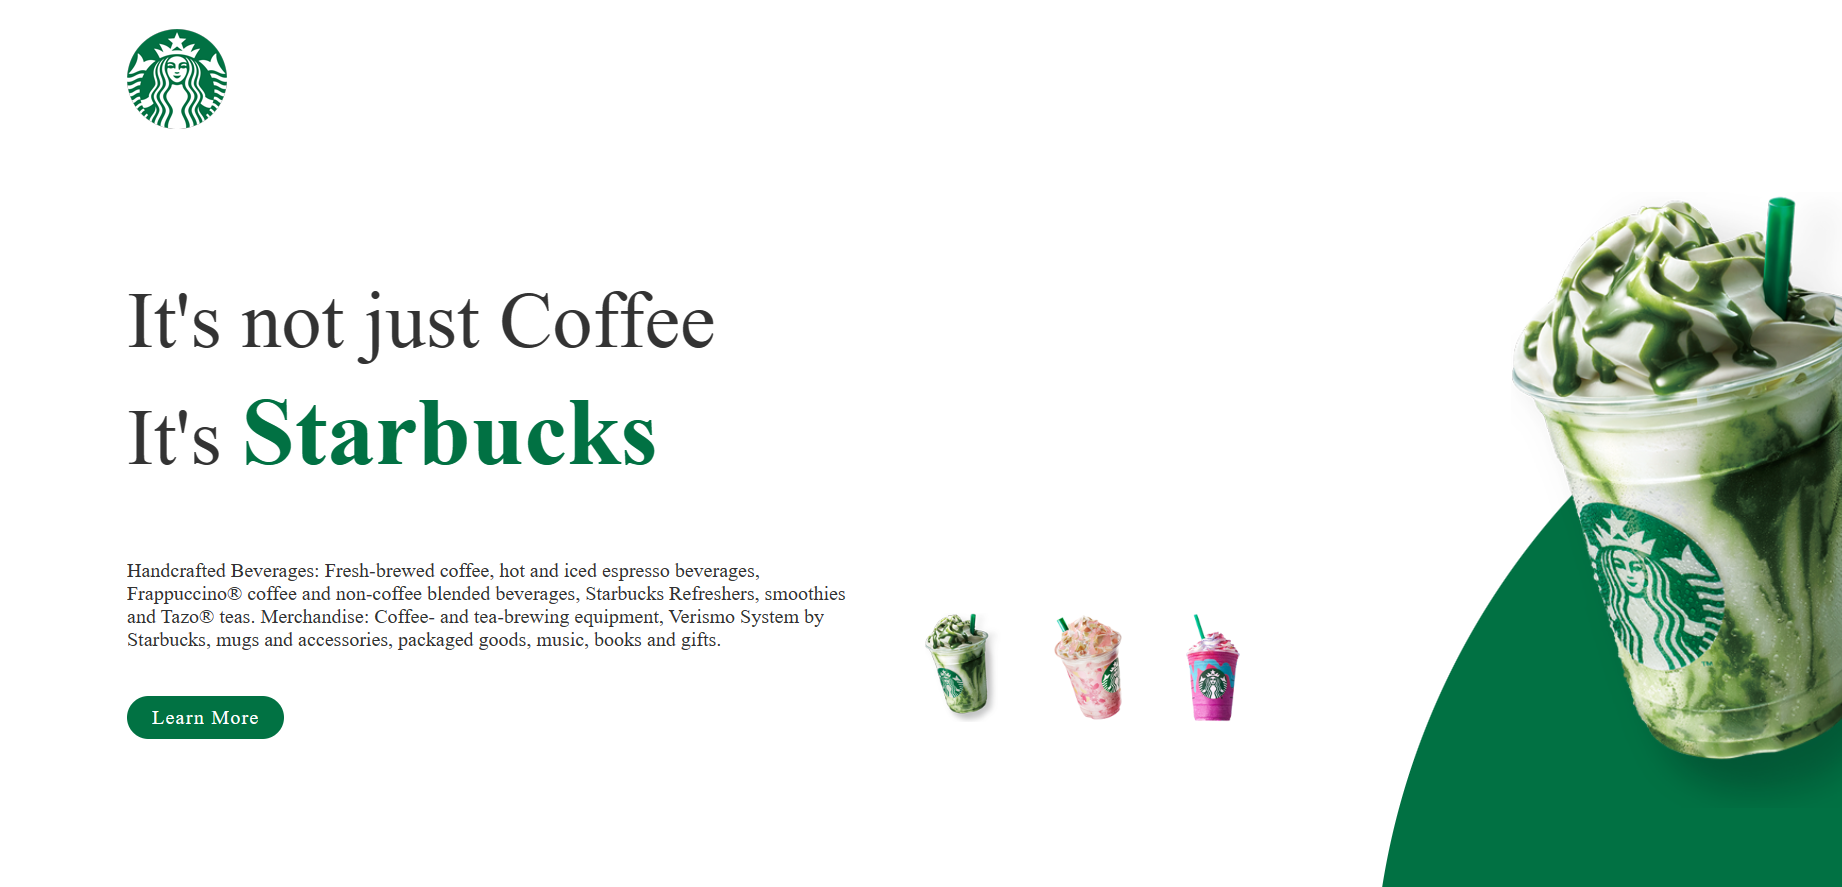 It's not just Coffee
It's Starbucks
Handcrafted Beverages: Fresh-brewed coffee, hot and iced espresso beverages,
Frappuccino® coffee and non-coffee blended beverages, Starbucks Refreshers, smoothies
and Tazo® teas. Merchandise: Coffee- and tea-brewing equipment, Verismo System by
Starbucks, mugs and accessories, packaged goods, music, books and gifts.
Learn More
TM